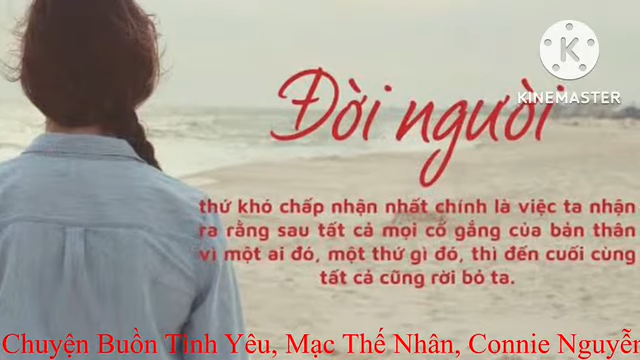 K
KINEMASTER
Đời người
thứ khó chấp nhận nhất chính là việc ta nhận
ra rằng sau tất cả mọi cố gắng của bản thân
vì một ai đó, một thứ gì đó, thì đến cuối cùng
tất cả cũng rời bỏ ta.
Chuyện Buồn Tình Yêu, Mạc Thế Nhân, Connie Nguyễn